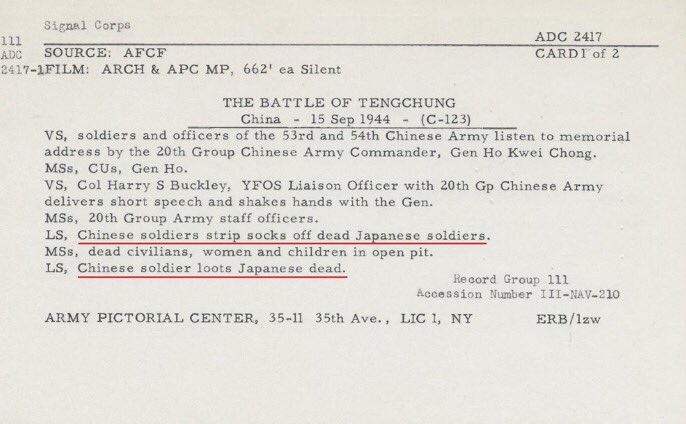 Signal Corps
111
ADC 2417
ADC
SOURCE: AFCF
CARD 1 of 2
2417-1
FILM: ARCH & APC MP, 662' ea Silent
THE BATTLE OF TENGCHUNG
China - 15 Sep 1944 - (C-123)
VS, soldiers and officers of the 53rd and 54th Chinese Army listen to memorial
address by the 20th Group Chinese Army Commander, Gen Ho Kwei Chong.
MSs, CUs, Gen Ho.
VS, Col Harry S Buckley, YFOS Liaison Officer with 20th Gp Chinese Army
delivers short speech and shakes hands with the Gen.
MSs, 20th Group Army staff officers.
LS, Chinese soldiers strip socks off dead Japanese soldiers.
MSs, dead civilians, women and children in open pit.
LS, Chinese soldier loots Japanese dead.
Record Group 111
Accession Number III-NAV-210
ARMY PICTORIAL CENTER, 35-11 35th Ave., LIC 1, NY
ERB/lzw